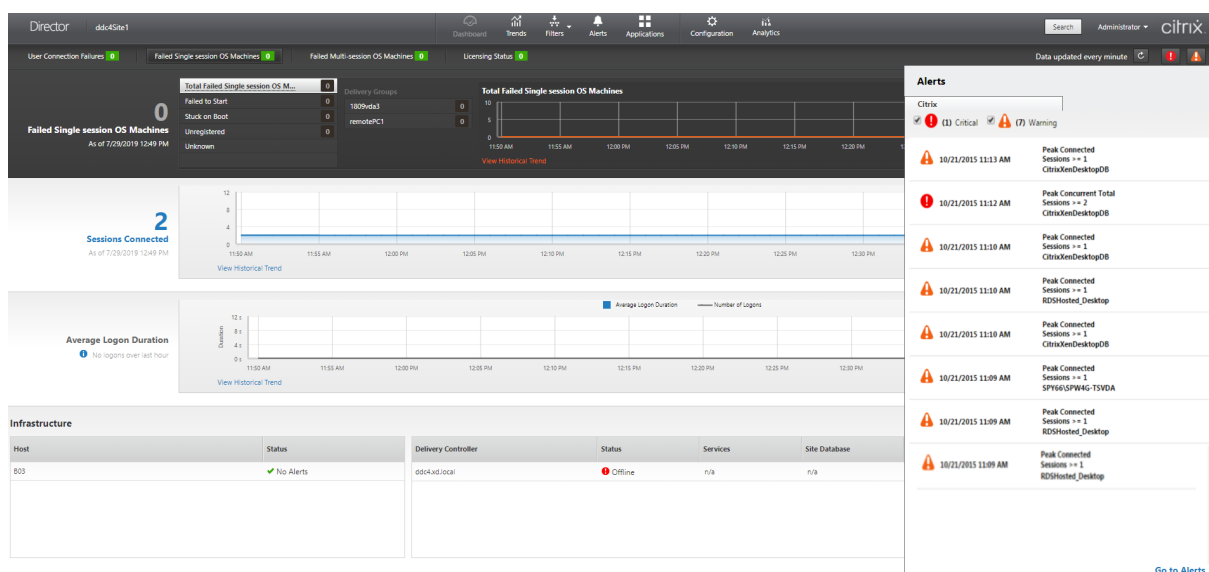 Director ddc4Site1
Dashboard Trends Filters Alerts Applications Configuration Analytics
Search Administrator citrix
User Connection Failures 0 Failed Single session OS Machines 0 Failed Multi-session OS Machines 0 Licensing Status 0
Data updated every minute
0
Failed Single session OS Machines
As of 7/29/2019 12:49 PM
Total Failed Single session OS M... 0
Failed to Start 0
Stuck on Boot 0
Unregistered 0
Unknown
Delivery Groups
1809vda3 0
remotePC1 0
Total Failed Single session OS Machines
10
5
0
11:50 AM 11:55 AM 12:00 PM 12:05 PM 12:10 PM 12:15 PM 12:20 PM 1
View Historical Trend
2
Sessions Connected
As of 7/29/2019 12:49 PM
12
8
4
0
11:50 AM 11:55 AM 12:00 PM 12:05 PM 12:10 PM 12:15 PM 12:20 PM 12:25 PM 12:30 PM
View Historical Trend
Average Logon Duration
No logons over last hour
Average Logon Duration Number of Logons
Duration
12 s
8 s
4 s
0 s
11:50 AM 11:55 AM 12:00 PM 12:05 PM 12:10 PM 12:15 PM 12:20 PM 12:25 PM 12:30 PM
View Historical Trend
Infrastructure
Host Status
B03 No Alerts
Delivery Controller Status Services Site Database
ddc4.xd.local Offline n/a n/a
Alerts
Citrix
(1) Critical (7) Warning
10/21/2015 11:13 AM
Peak Connected
Sessions >= 1
CitrixXenDesktopDB
10/21/2015 11:12 AM
Peak Concurrent Total
Sessions >= 2
CitrixXenDesktopDB
10/21/2015 11:10 AM
Peak Connected
Sessions >= 1
CitrixXenDesktopDB
10/21/2015 11:10 AM
Peak Connected
Sessions >= 1
RDSHosted_Desktop
10/21/2015 11:10 AM
Peak Connected
Sessions >= 1
CitrixXenDesktopDB
10/21/2015 11:09 AM
Peak Connected
Sessions >= 1
SPY66\SPW4G-TSVDA
10/21/2015 11:09 AM
Peak Connected
Sessions >= 1
RDSHosted_Desktop
10/21/2015 11:09 AM
Peak Connected
Sessions >= 1
RDSHosted_Desktop
Go to Alerts